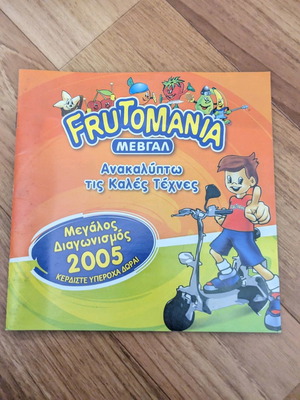 FRUTOMANIA
ΜΕΒΓΑΛ
Ανακαλύπτω
τις Καλές Τέχνες
Μεγάλος
Διαγωνισμός
2005
ΚΕΡΔΙΣΤΕ ΥΠΕΡΟΧΑ ΔΩΡΑ!